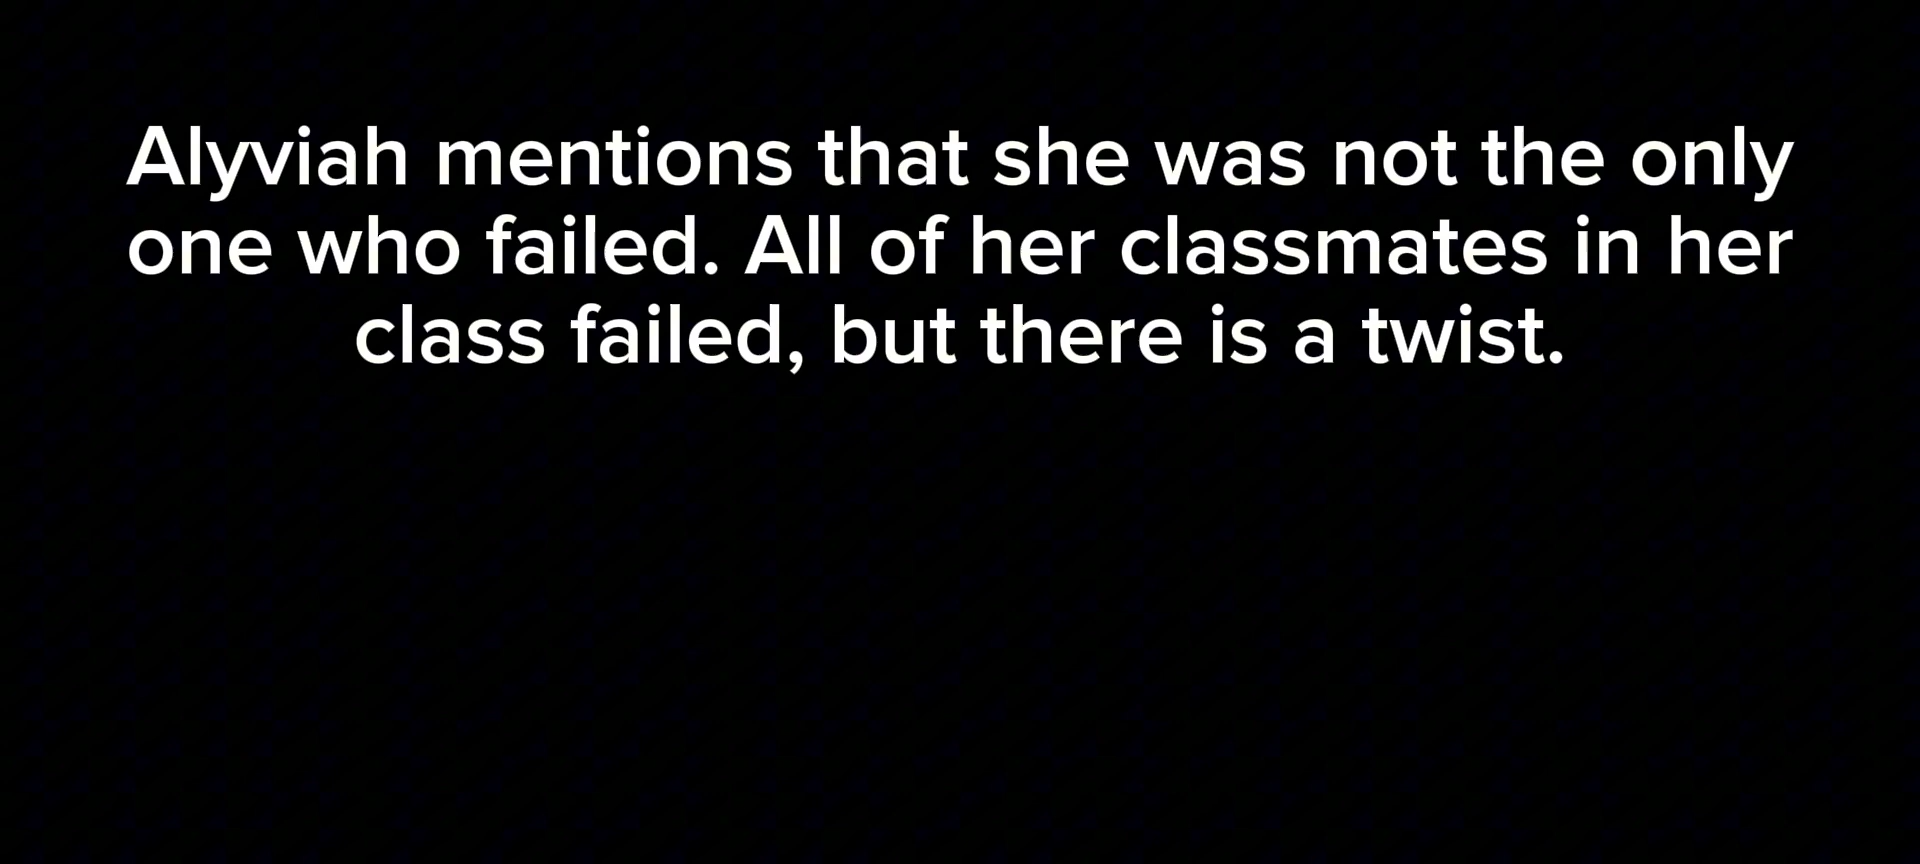 Alyviah mentions that she was not the only
one who failed. All of her classmates in her
class failed, but there is a twist.